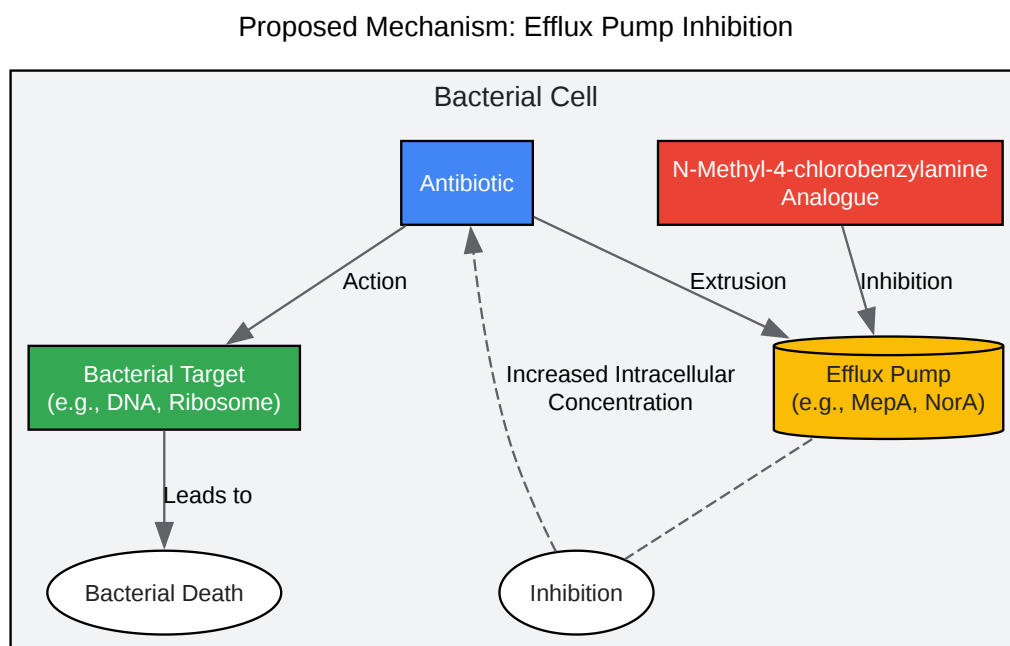 Proposed Mechanism: Efflux Pump Inhibition
Bacterial Cell
Antibiotic
N-Methyl-4-chlorobenzylamine
Analogue
Action
Extrusion
Inhibition
Bacterial Target
(e.g., DNA, Ribosome)
Increased Intracellular
Concentration
Efflux Pump
(e.g., MepA, NorA)
Leads to
Bacterial Death
Inhibition